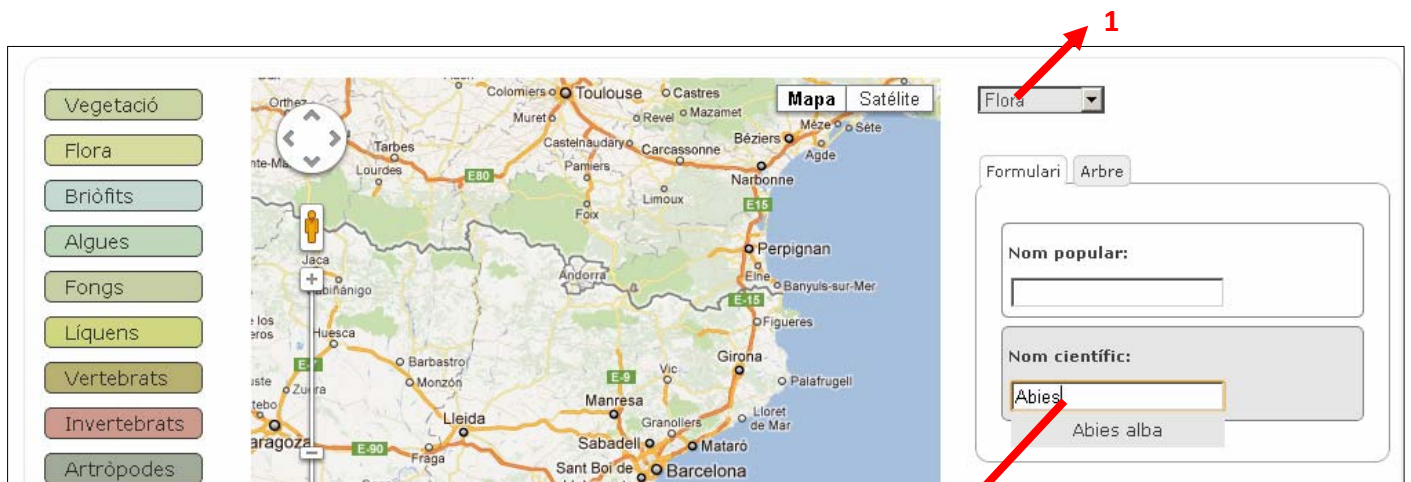 1
Vegetació
Flora
Briòfits
Algues
Fongs
Líquens
Vertebrats
Invertebrats
Artròpodes
Mapa Satélite
Colomiers Toulouse Castres
Orthez
Muret Revel Mazamet
Mèze Sète
Tarbes Castelnaudary Carcassonne Béziers
Agde
Lourdes E80 Pamiers
Narbonne
Limoux E15
Foix
Perpignan
Jaca
Andorra Elne
Banyuls-sur-Mer
E-15
Figueres
los
Huesca
Girona
Barbastro
E-7 E-9 Vic
Monzón Palafrugell
Manresa
Lleida Lloret
de Mar
Granollers
Sabadell Mataró
E-90
Fraga
Sant Boi de Barcelona
Flora
Formulari Arbre
Nom popular:
Nom científic:
Abies
Abies alba